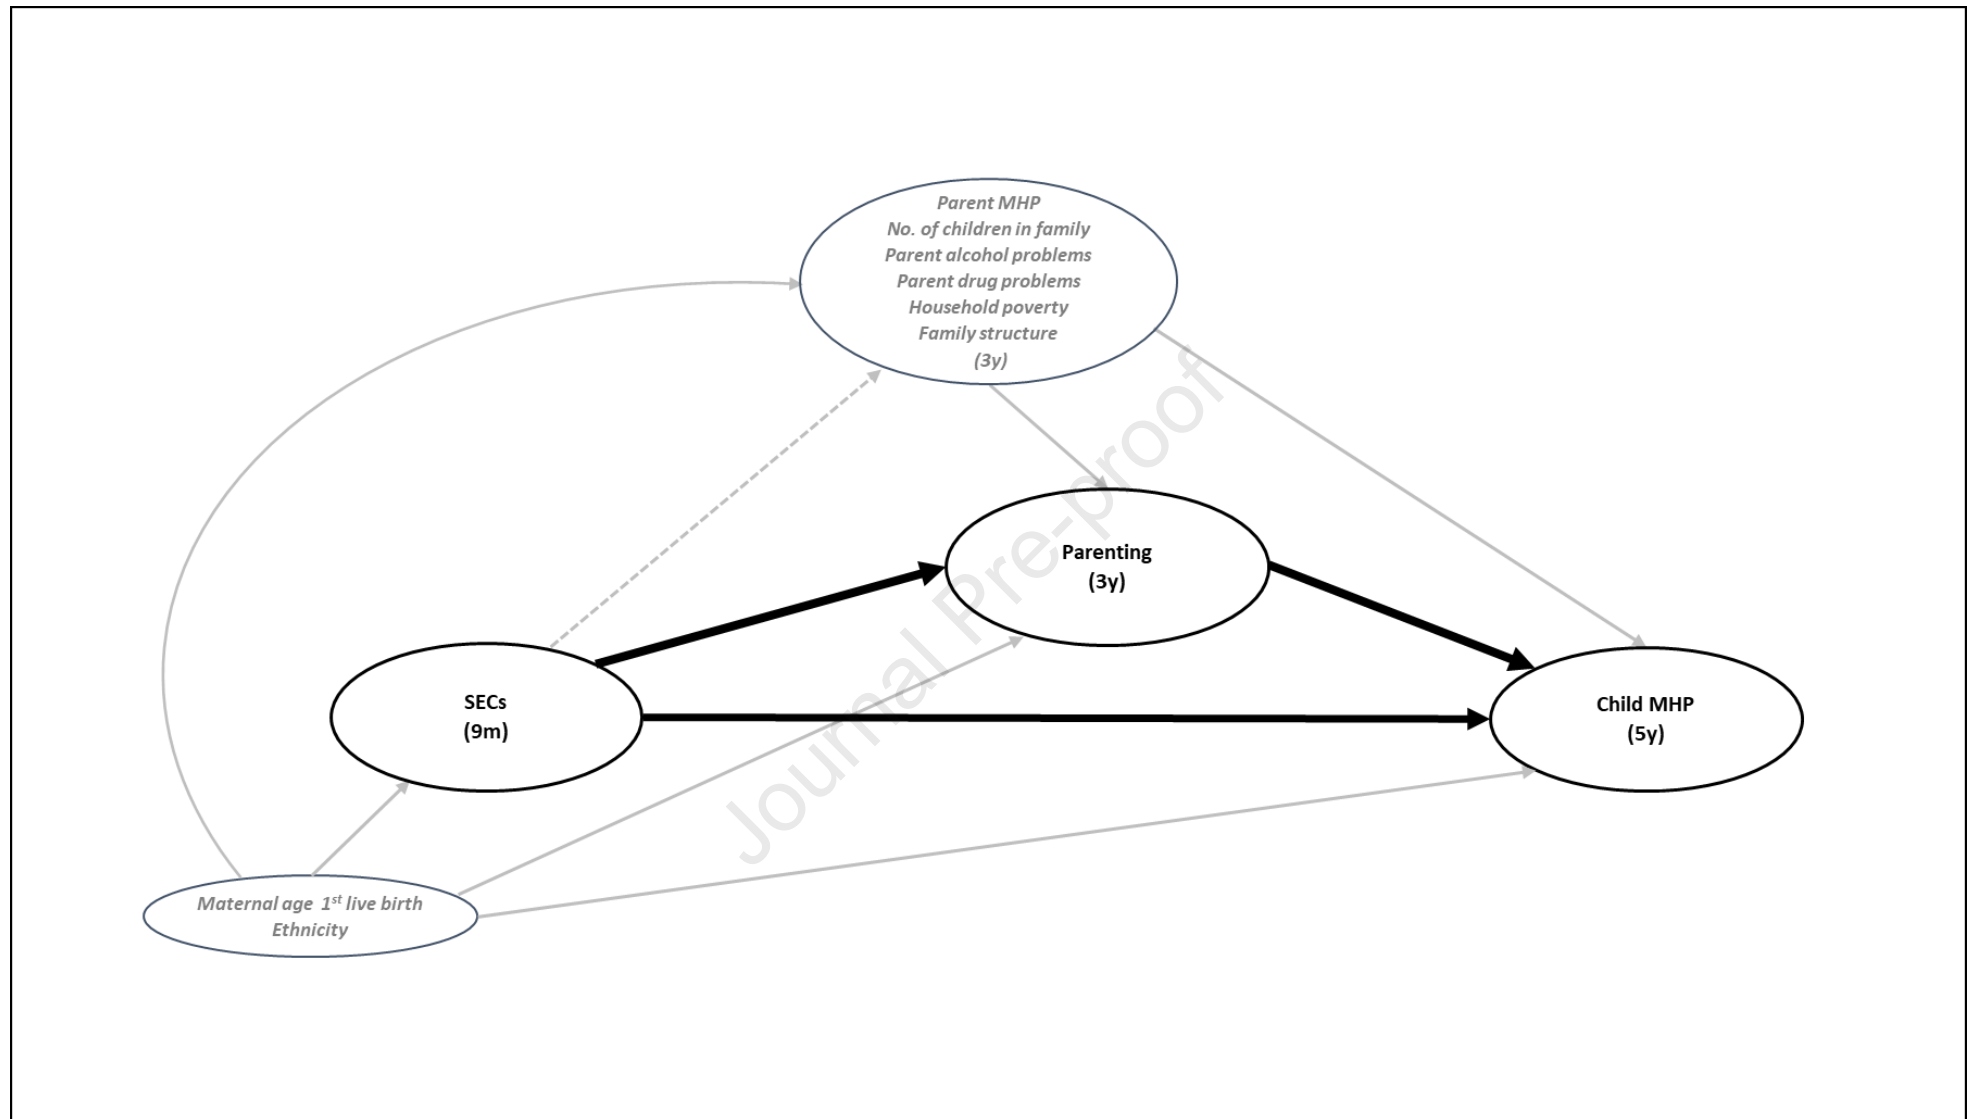 Parent MHP
No. of children in family
Parent alcohol problems
Parent drug problems
Household poverty
Family structure
(3y)
Parenting
(3y)
SECs
(9m)
Child MHP
(5y)
Maternal age 1st live birth
Ethnicity
Journal Pre-proof